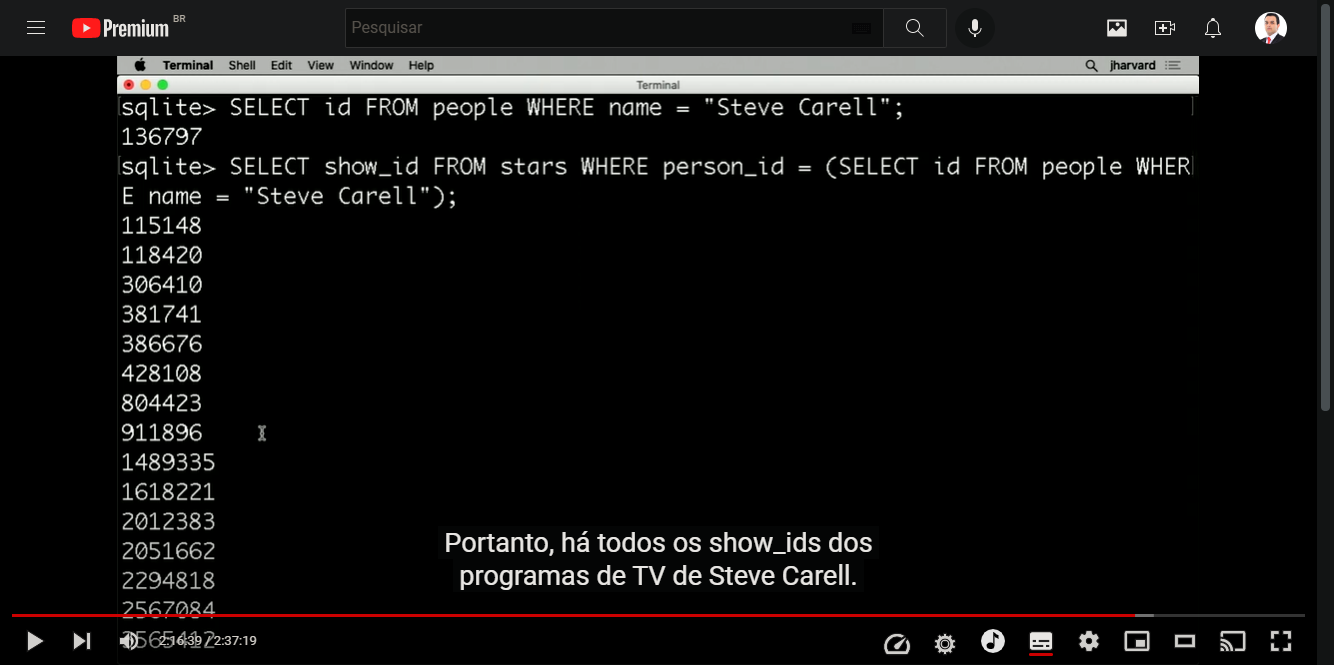 Premium BR
Pesquisar
Terminal Shell Edit View Window Help
jharvard
Terminal
sqlite> SELECT id FROM people WHERE name = "Steve Carell";
136797
sqlite> SELECT show_id FROM stars WHERE person_id = (SELECT id FROM people WHER
E name = "Steve Carell");
115148
118420
306410
381741
386676
428108
804423
911896
1489335
1618221
2012383
2051662
2294818
2567084
Portanto, há todos os show_ids dos
programas de TV de Steve Carell.
2:16:39 / 2:37:19